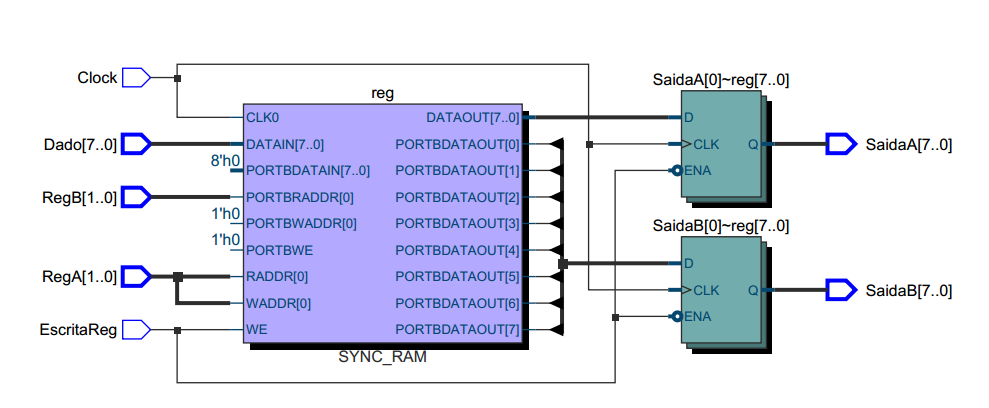 Clock
Dado[7..0]
8'h0
RegB[1..0]
1'h0
1'h0
RegA[1..0]
EscritaReg
reg
CLK0
DATAIN[7..0]
PORTBDATAIN[7..0]
PORTBRADDR[0]
PORTBWADDR[0]
PORTBWE
RADDR[0]
WADDR[0]
WE
DATAOUT[7..0]
PORTBDATAOUT[0]
PORTBDATAOUT[1]
PORTBDATAOUT[2]
PORTBDATAOUT[3]
PORTBDATAOUT[4]
PORTBDATAOUT[5]
PORTBDATAOUT[6]
PORTBDATAOUT[7]
SYNC_RAM
SaidaA[0]~reg[7..0]
D
CLK
Q
ENA
SaidaA[7..0]
SaidaB[0]~reg[7..0]
D
CLK
Q
ENA
SaidaB[7..0]